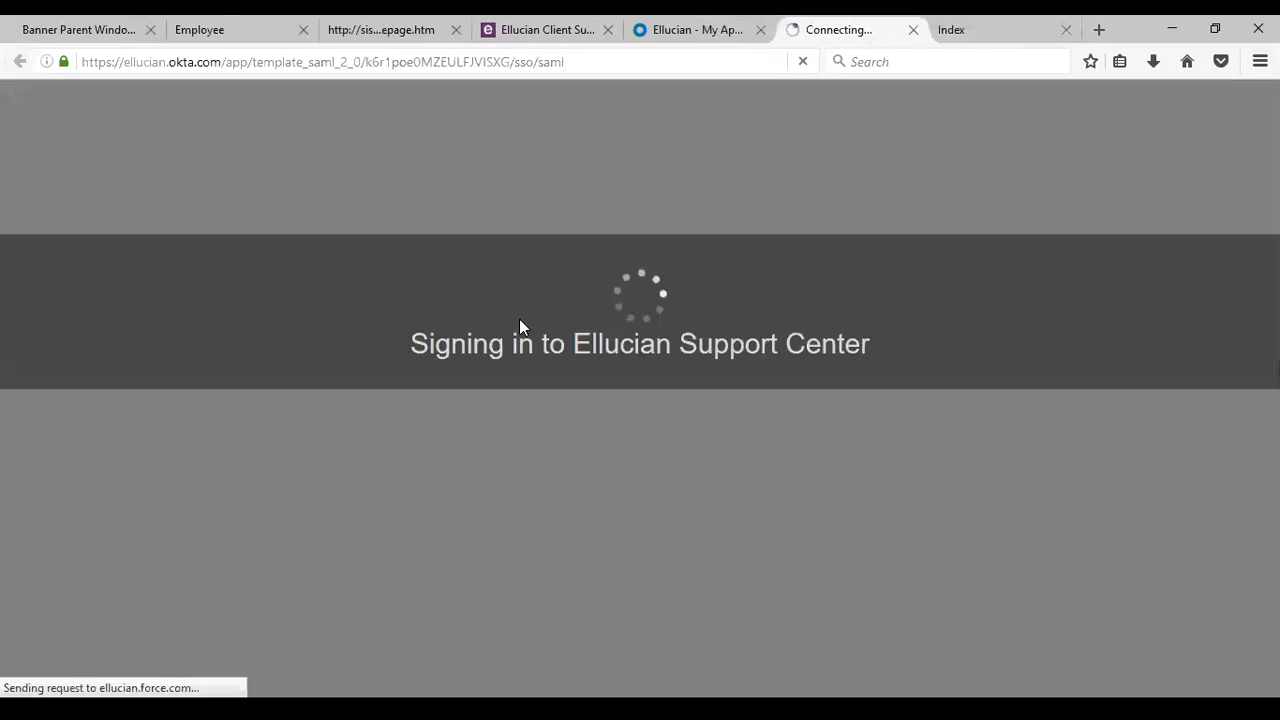 Banner Parent Windo...
Employee
http://sis...epage.htm
Ellucian Client Su...
Ellucian - My Ap...
Connecting...
Index
https://ellucian.okta.com/app/template_saml_2_0/k6r1poe0MZEULFJVISXG/sso/saml
Search
Signing in to Ellucian Support Center
Sending request to ellucian.force.com...